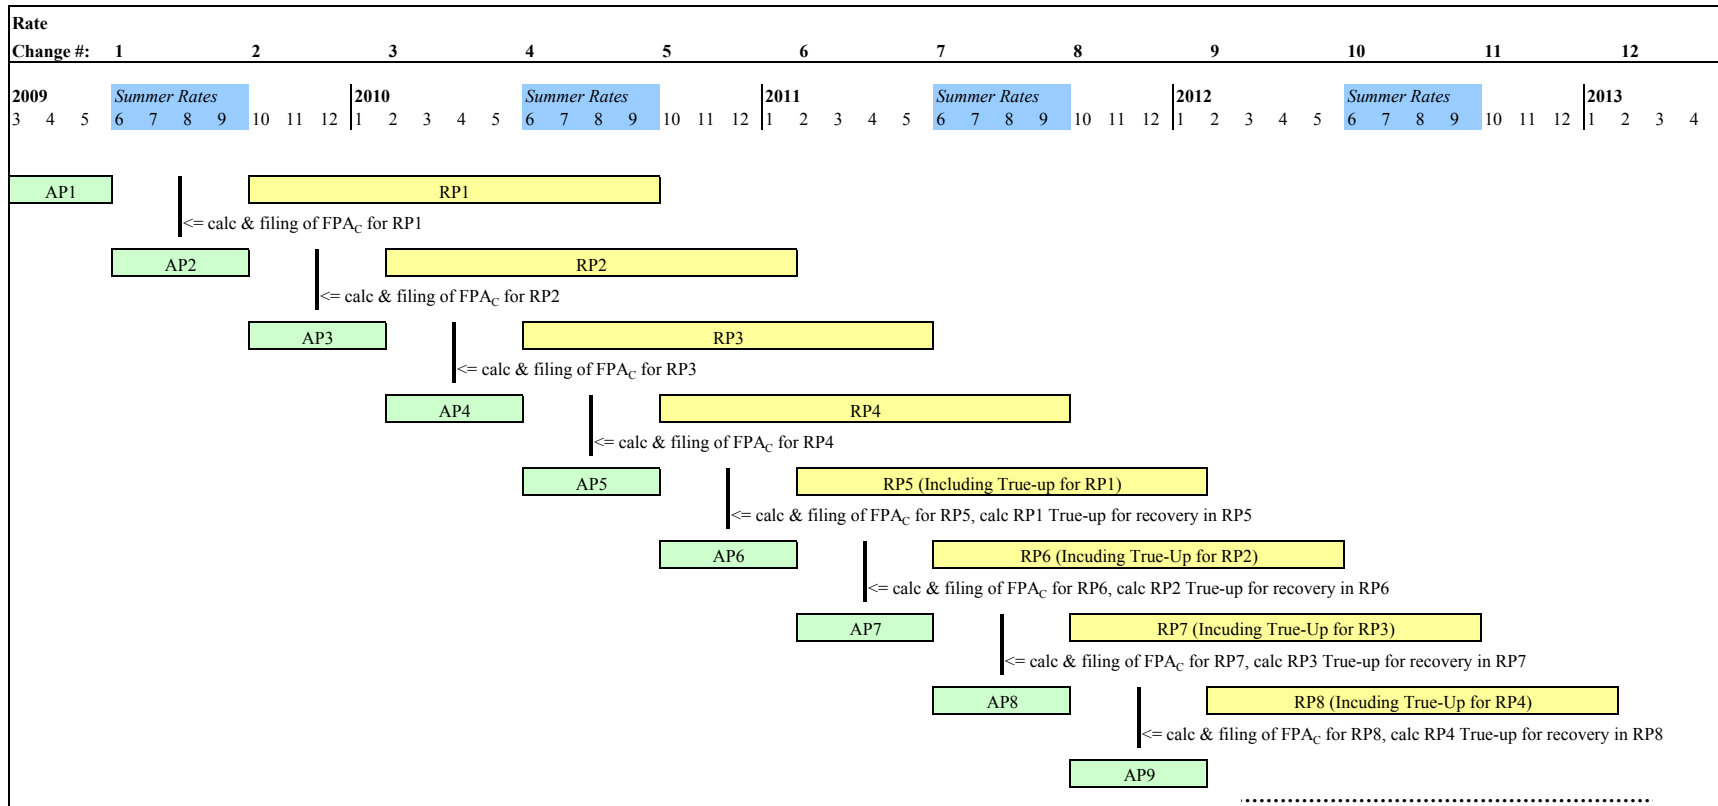 Rate
Change #: 1 2 3 4 5 6 7 8 9 10 11 12
2009 Summer Rates 2010 Summer Rates 2011 Summer Rates 2012 Summer Rates 2013
3 4 5 6 7 8 9 10 11 12 1 2 3 4 5 6 7 8 9 10 11 12 1 2 3 4 5 6 7 8 9 10 11 12 1 2 3 4 5 6 7 8 9 10 11 12 1 2 3 4
AP1 RP1
<= calc & filing of FPAC for RP1
AP2 RP2
<= calc & filing of FPAC for RP2
AP3 RP3
<= calc & filing of FPAC for RP3
AP4 RP4
<= calc & filing of FPAC for RP4
AP5 RP5 (Including True-up for RP1)
<= calc & filing of FPAC for RP5, calc RP1 True-up for recovery in RP5
AP6 RP6 (Incuding True-Up for RP2)
<= calc & filing of FPAC for RP6, calc RP2 True-up for recovery in RP6
AP7 RP7 (Incuding True-Up for RP3)
<= calc & filing of FPAC for RP7, calc RP3 True-up for recovery in RP7
AP8 RP8 (Incuding True-Up for RP4)
<= calc & filing of FPAC for RP8, calc RP4 True-up for recovery in RP8
AP9